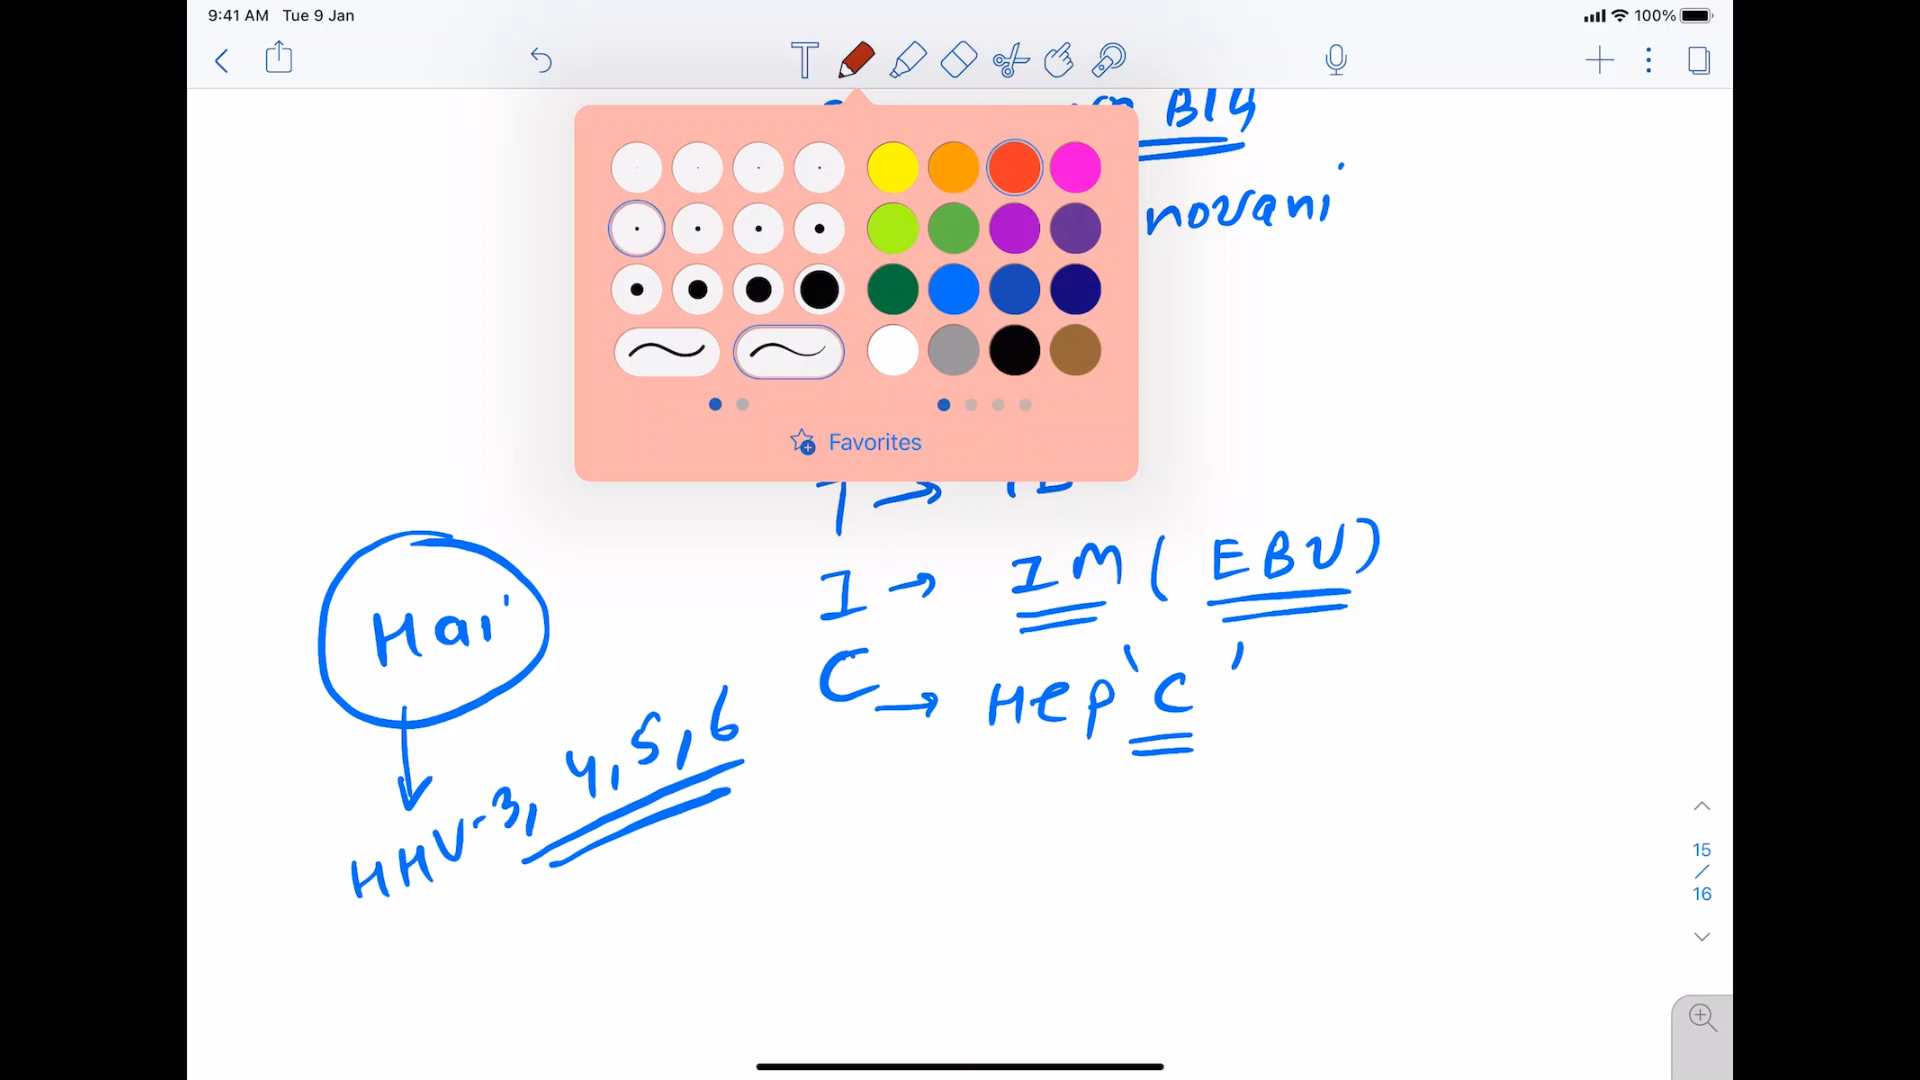 9:41 AM Tue 9 Jan
100%
T
B19
novani
I → IM (EBV)
C → Hep 'C'
Hai
HHV-3, 4, 5, 6
Favorites
15
/
16